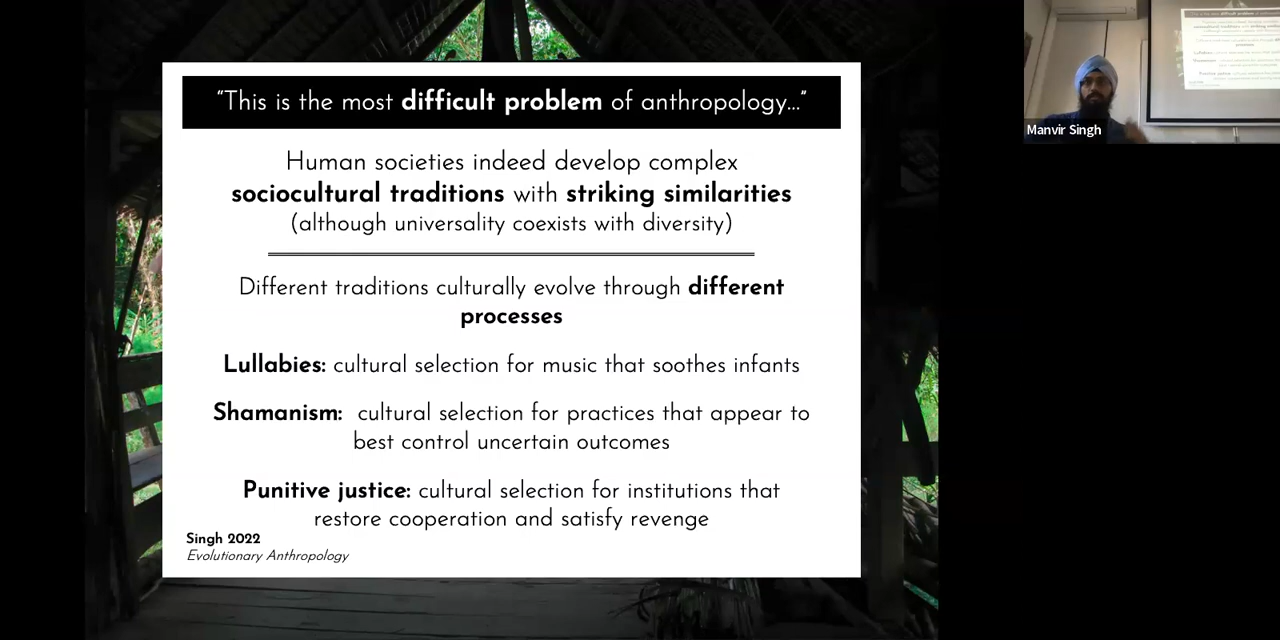 "This is the most difficult problem of anthropology..."
Human societies indeed develop complex
sociocultural traditions with striking similarities
(although universality coexists with diversity)
Different traditions culturally evolve through different
processes
Lullabies: cultural selection for music that soothes infants
Shamanism: cultural selection for practices that appear to
best control uncertain outcomes
Punitive justice: cultural selection for institutions that
restore cooperation and satisfy revenge
Singh 2022
Evolutionary Anthropology
Manvir Singh